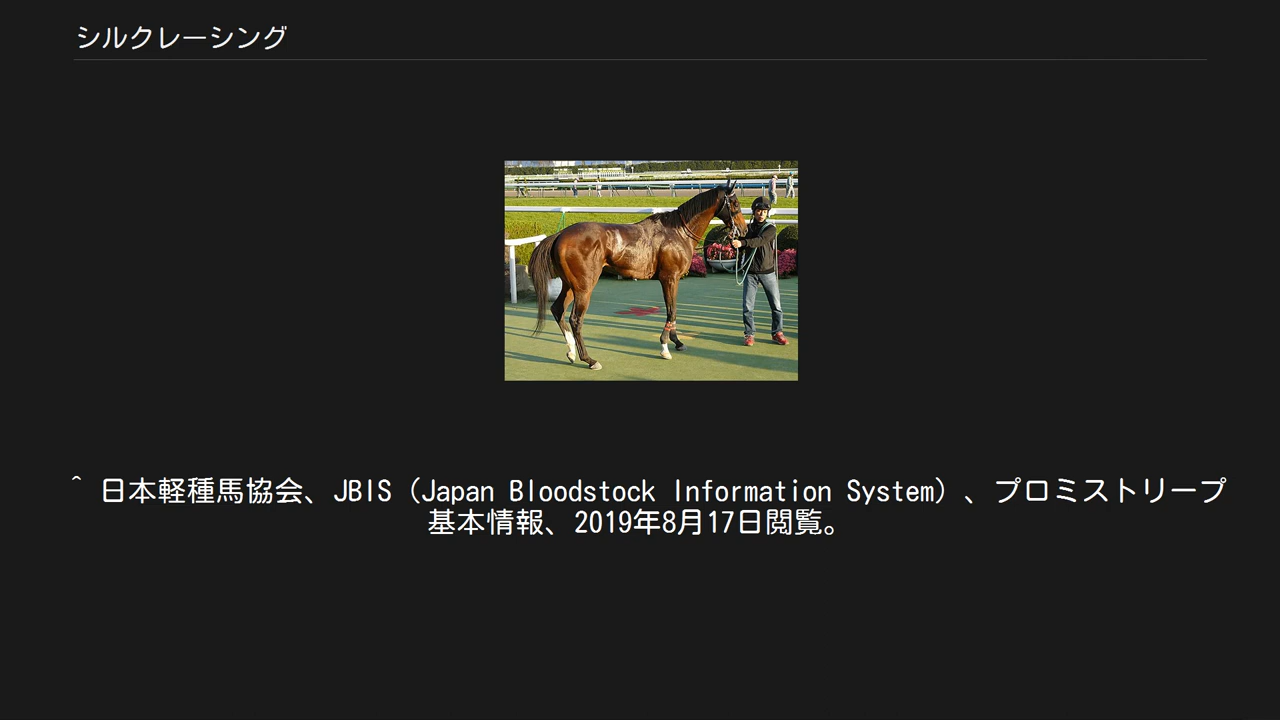 シルクレーシング
^ 日本軽種馬協会、JBIS（Japan Bloodstock Information System）、プロミストリープ
基本情報、2019年8月17日閲覧。